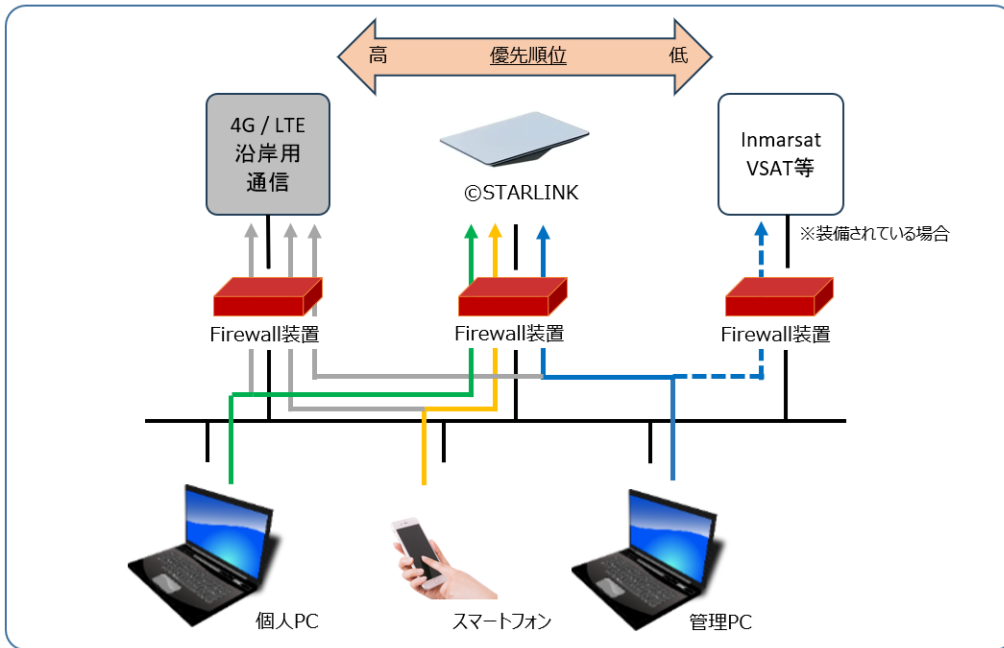 高 優先順位 低
4G / LTE
沿岸用
通信
©STARLINK
Inmarsat
VSAT等
※装備されている場合
Firewall装置
Firewall装置
Firewall装置
個人PC
スマートフォン
管理PC